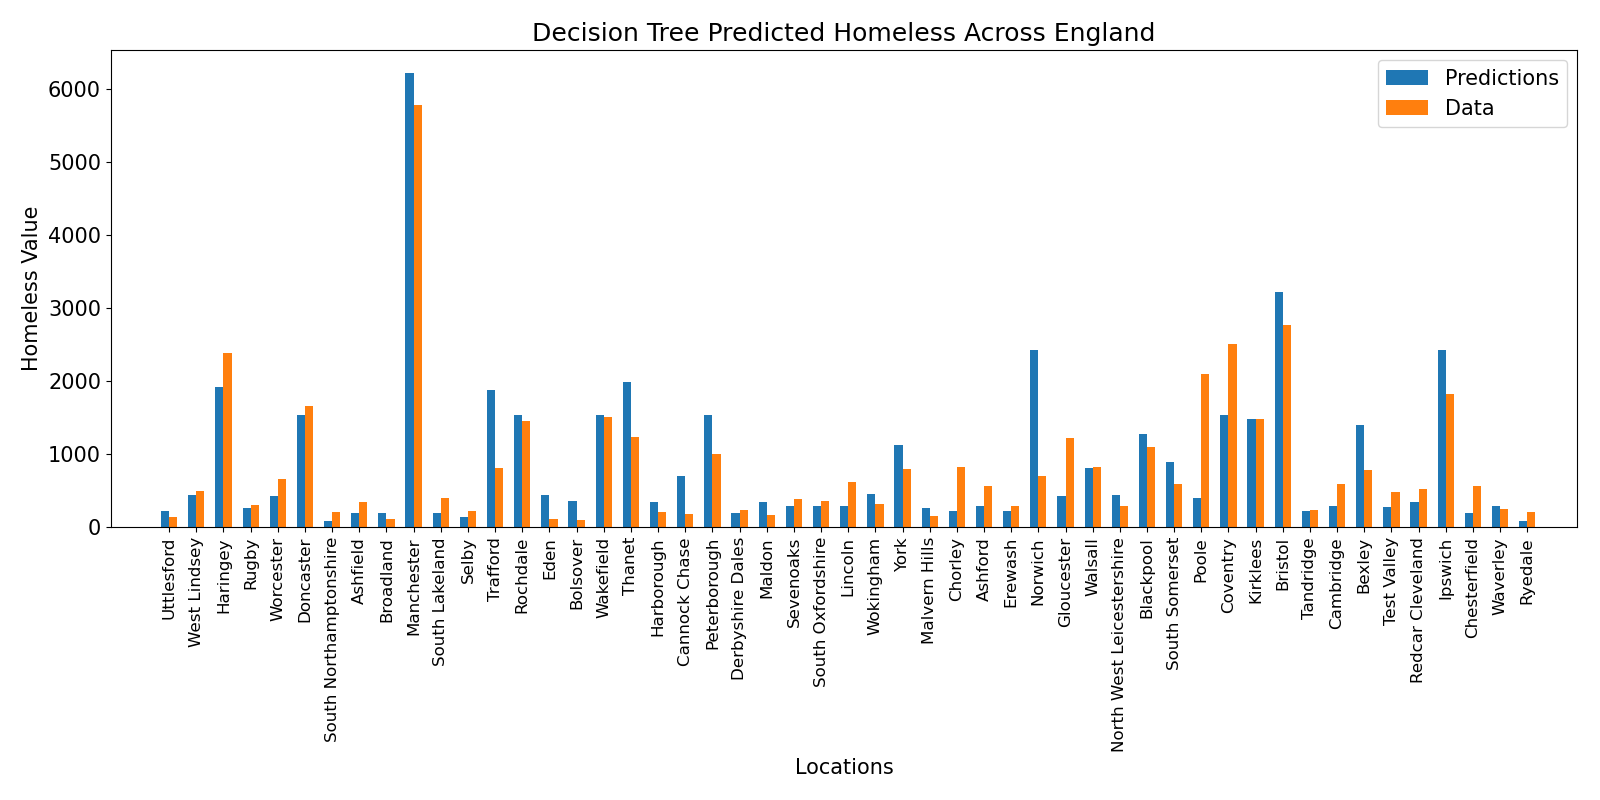 Decision Tree Predicted Homeless Across England
Predictions
Data
Homeless Value
6000
5000
4000
3000
2000
1000
0
Uttlesford
West Lindsey
Haringey
Rugby
Worcester
Doncaster
South Northamptonshire
Ashfield
Broadland
Manchester
South Lakeland
Selby
Trafford
Rochdale
Eden
Bolsover
Wakefield
Thanet
Harborough
Cannock Chase
Peterborough
Derbyshire Dales
Maldon
Sevenoaks
South Oxfordshire
Lincoln
Wokingham
York
Malvern Hills
Chorley
Ashford
Erewash
Norwich
Gloucester
Walsall
North West Leicestershire
Blackpool
South Somerset
Poole
Coventry
Kirklees
Bristol
Tandridge
Cambridge
Bexley
Test Valley
Redcar Cleveland
Ipswich
Chesterfield
Waverley
Ryedale
Locations